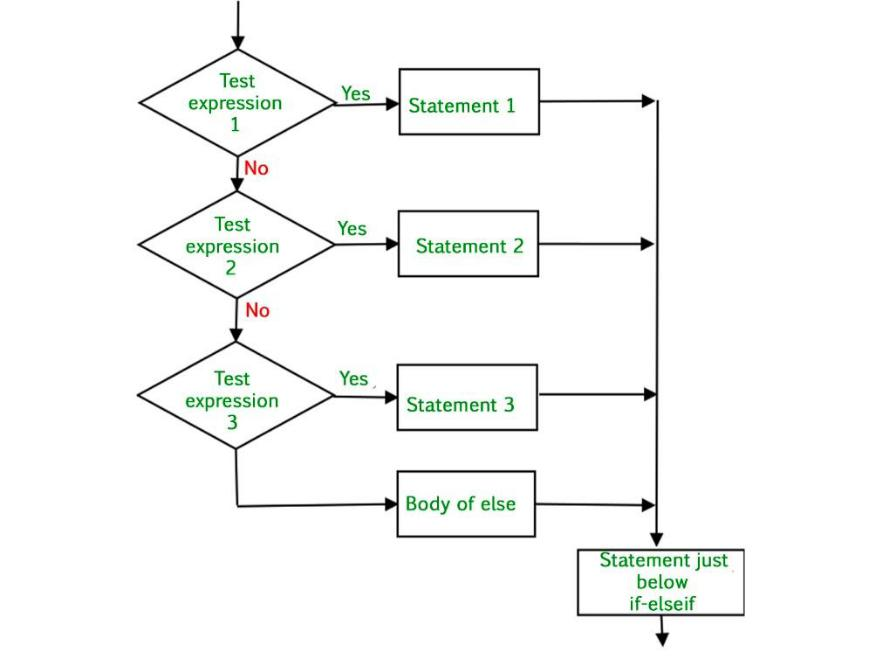 Test
expression
1
Yes
Statement 1
No
Test
expression
2
Yes
Statement 2
No
Test
expression
3
Yes
Statement 3
Body of else
Statement just
below
if-elseif